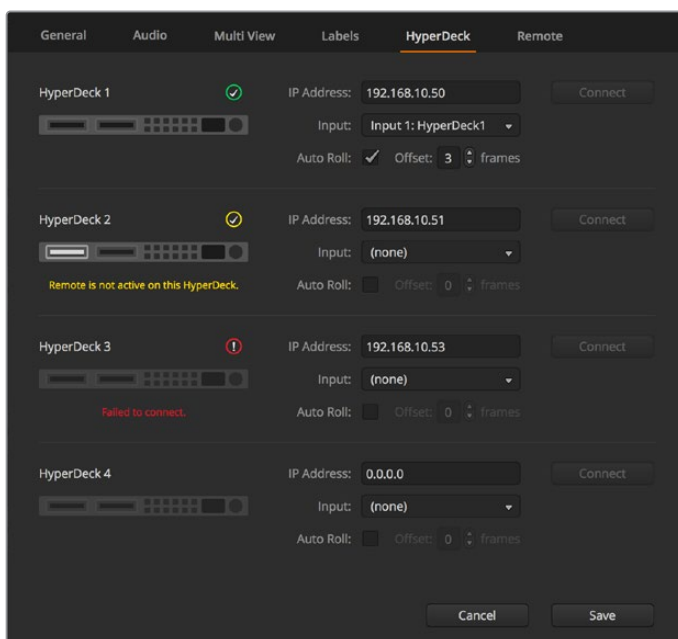 General Audio Multi View Labels HyperDeck Remote
HyperDeck 1 IP Address: 192.168.10.50 Connect
Input: Input 1: HyperDeck1
Auto Roll: Offset: 3 frames
HyperDeck 2 IP Address: 192.168.10.51 Connect
Input: (none)
Remote is not active on this HyperDeck. Auto Roll: Offset: 0 frames
HyperDeck 3 IP Address: 192.168.10.53 Connect
Input: (none)
Failed to connect. Auto Roll: Offset: 0 frames
HyperDeck 4 IP Address: 0.0.0.0 Connect
Input: (none)
Auto Roll: Offset: 0 frames
Cancel Save